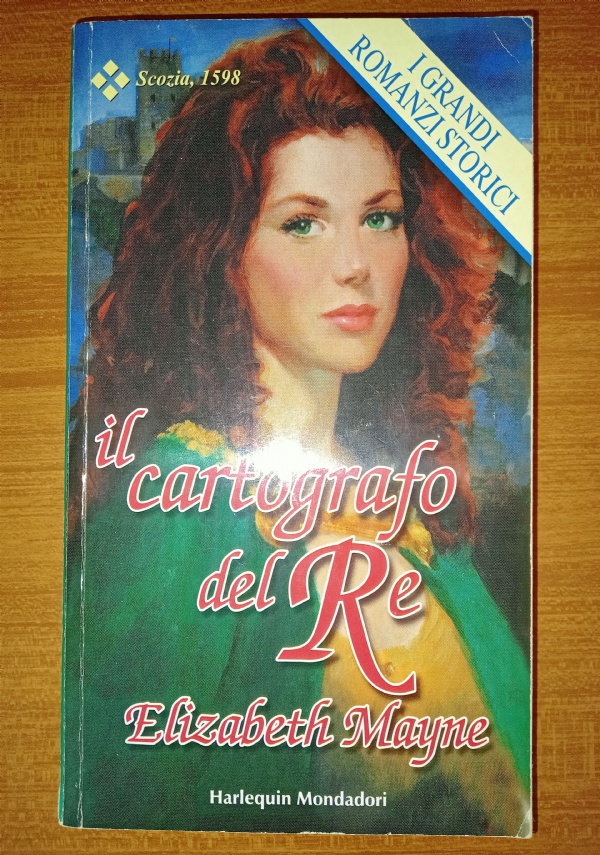 Scozia, 1598
I GRANDI
ROMANZI STORICI
il
cartografo
del Re
Elizabeth Mayne
Harlequin Mondadori